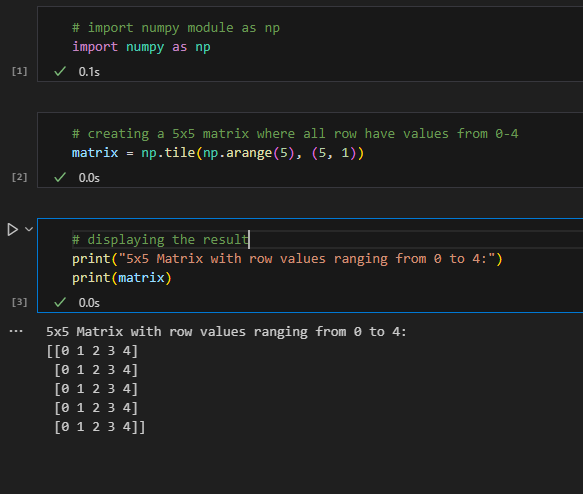 # import numpy module as np
import numpy as np
[1] ✓ 0.1s
# creating a 5x5 matrix where all row have values from 0-4
matrix = np.tile(np.arange(5), (5, 1))
[2] ✓ 0.0s
# displaying the result
print("5x5 Matrix with row values ranging from 0 to 4:")
print(matrix)
[3] ✓ 0.0s
... 5x5 Matrix with row values ranging from 0 to 4:
[[0 1 2 3 4]
 [0 1 2 3 4]
 [0 1 2 3 4]
 [0 1 2 3 4]
 [0 1 2 3 4]]